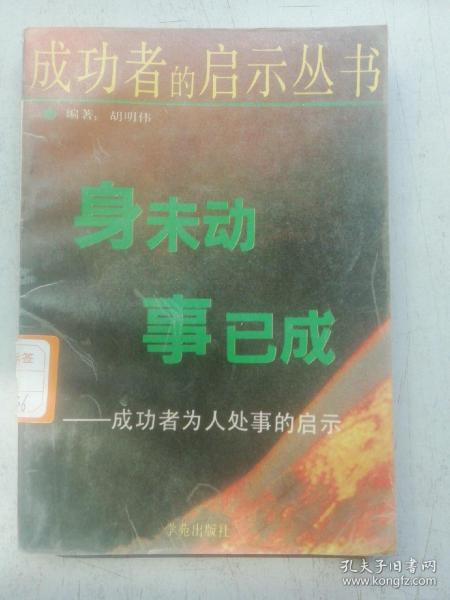 成功者的启示丛书
编著：胡明伟
身未动
事已成
——成功者为人处事的启示
学苑出版社
孔夫子旧书网
www.kongfz.com